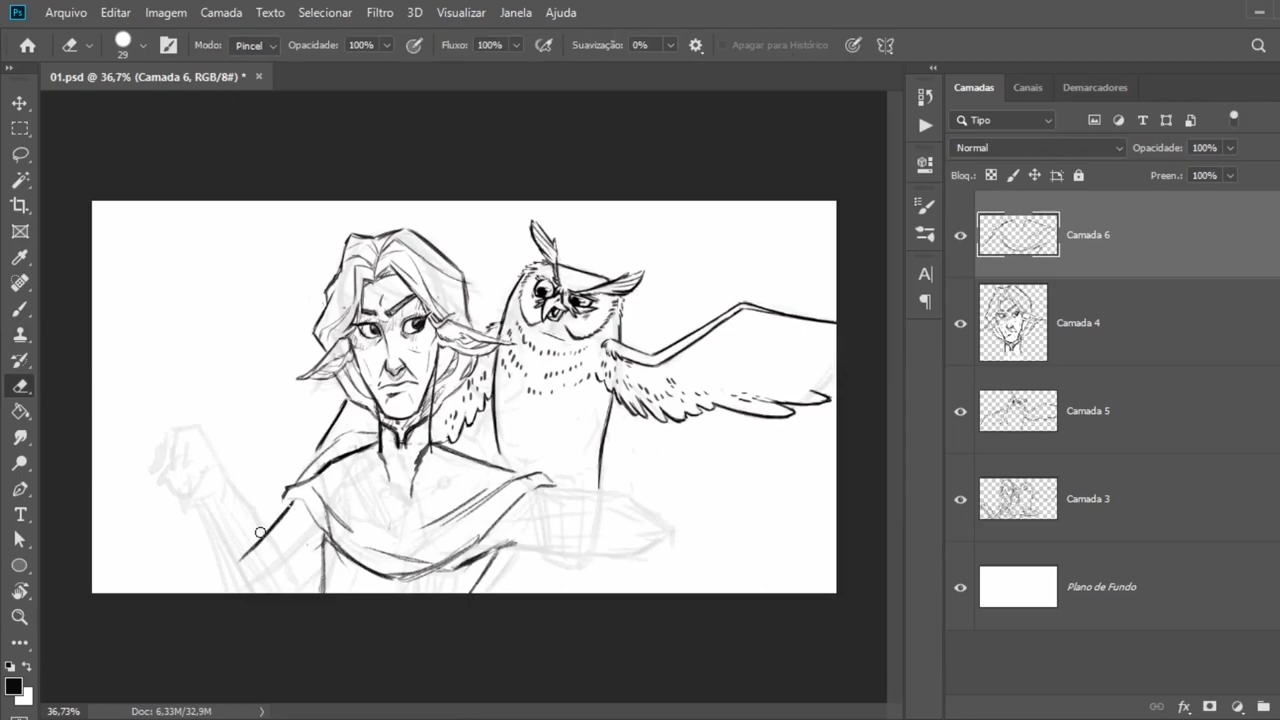 Ps Arquivo Editar Imagem Camada Texto Selecionar Filtro 3D Visualizar Janela Ajuda
29 Modo: Pincel Opacidade: 100% Fluxo: 100% Suavização: 0% Apagar para Histórico
01.psd @ 36,7% (Camada 6, RGB/8#) * ×
Camadas Canais Demarcadores
Tipo
Normal Opacidade: 100%
Bloq.: Preen.: 100%
Camada 6
Camada 4
Camada 5
Camada 3
Plano de Fundo
36,73% Doc: 6,33M/32,9M